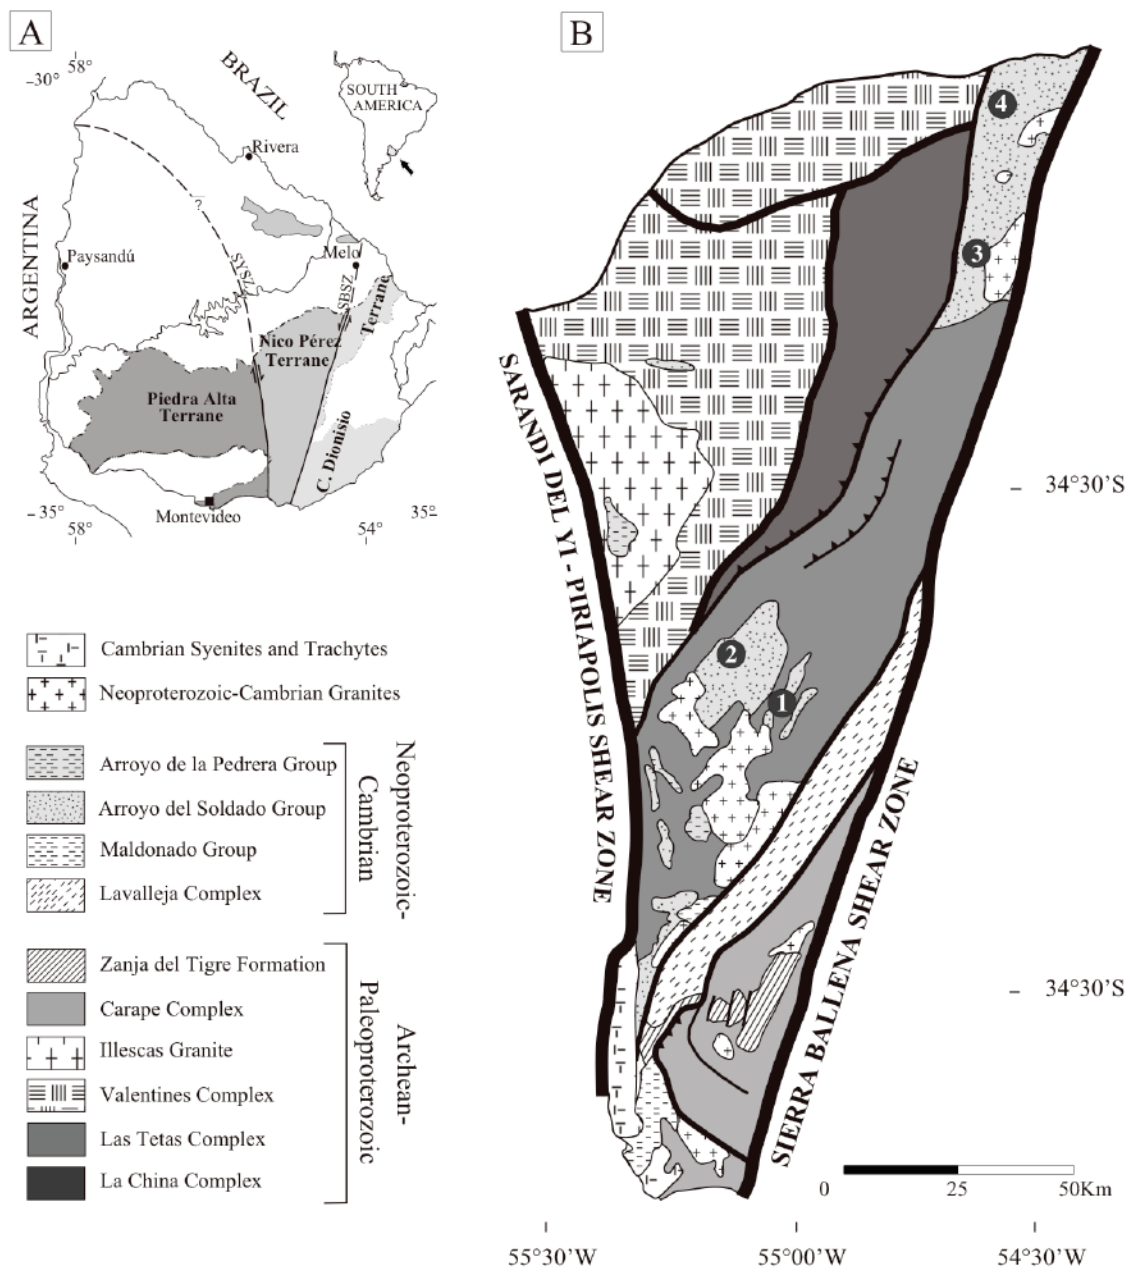 A
B
58°
–30°
BRAZIL
SOUTH
AMERICA
Rivera
ARGENTINA
?
Paysandú
SYSZ
Melo
SBSZ
Terrane
Nico Pérez
Terrane
Piedra Alta
Terrane
C. Dionisio
–35°
58°
Montevideo
54°
35°
4
3
SARANDI DEL YI - PIRIAPOLIS SHEAR ZONE
34°30'S
2
1
SIERRA BALLENA SHEAR ZONE
34°30'S
0
25
50Km
55°30'W
55°00'W
54°30'W
Cambrian Syenites and Trachytes
Neoproterozoic-Cambrian Granites
Arroyo de la Pedrera Group
Arroyo del Soldado Group
Maldonado Group
Lavalleja Complex
Neoproterozoic-
Cambrian
Zanja del Tigre Formation
Carape Complex
Illescas Granite
Valentines Complex
Las Tetas Complex
La China Complex
Archean-
Paleoproterozoic